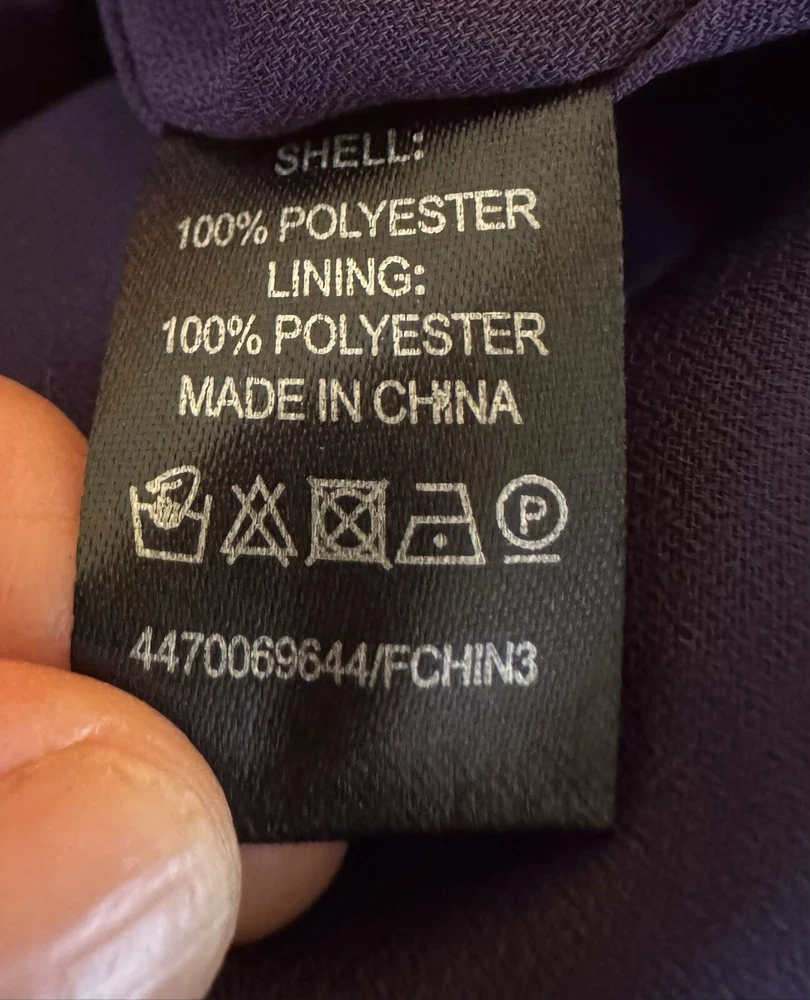 SHELL:
100% POLYESTER
LINING:
100% POLYESTER
MADE IN CHINA
P
4470069644/FCHIN3